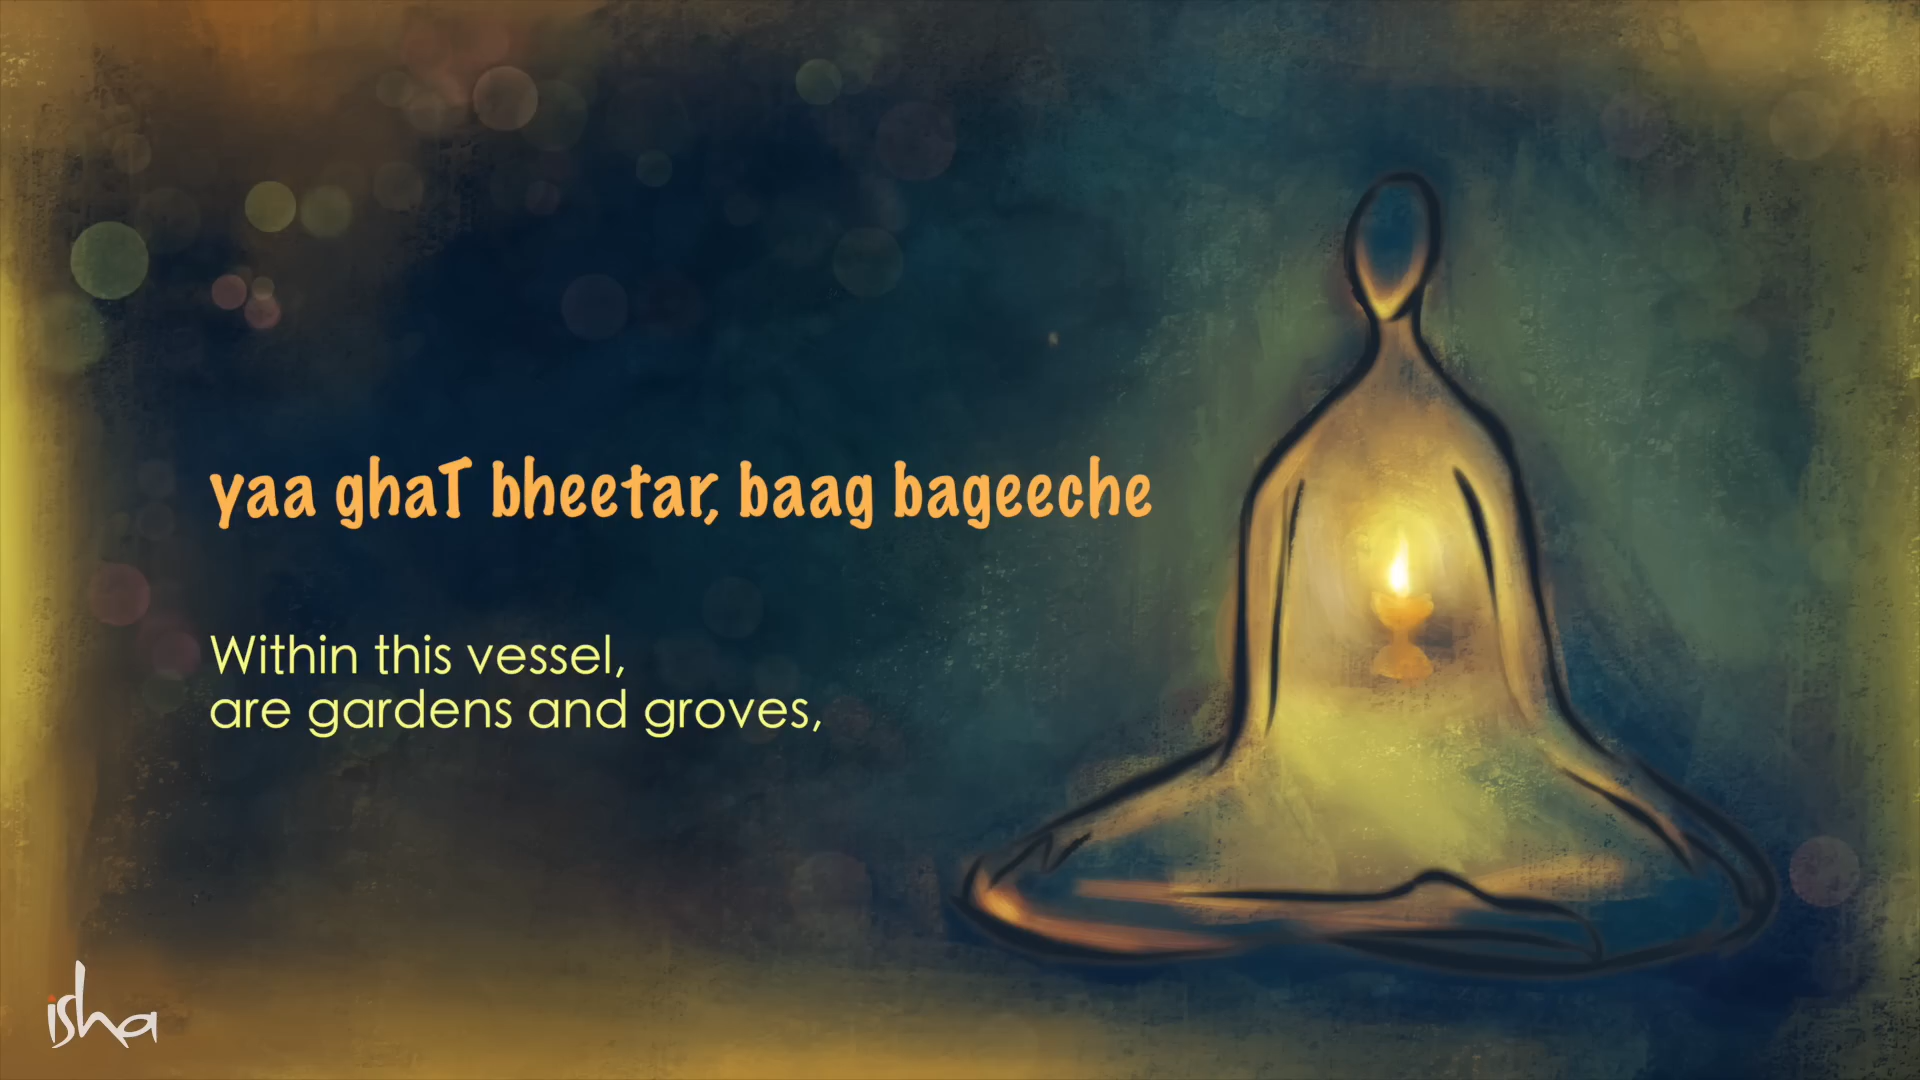 yaa ghaT bheetar, baag bageeche
Within this vessel,
are gardens and groves,
isha